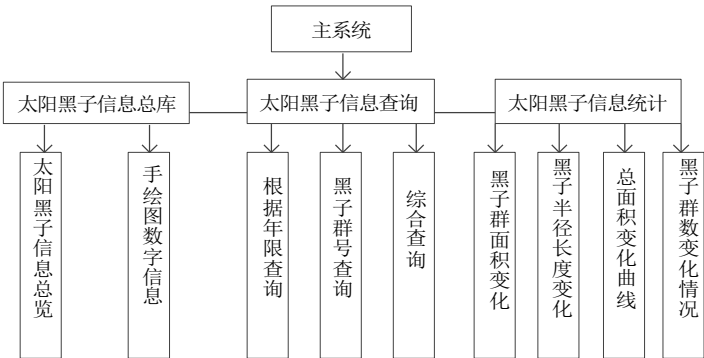 主系统
太阳黑子信息总库
太阳黑子信息查询
太阳黑子信息统计
太阳黑子信息总览
手绘图数字信息
根据年限查询
黑子群号查询
综合查询
黑子群面积变化
黑子半径长度变化
总面积变化曲线
黑子群数变化情况